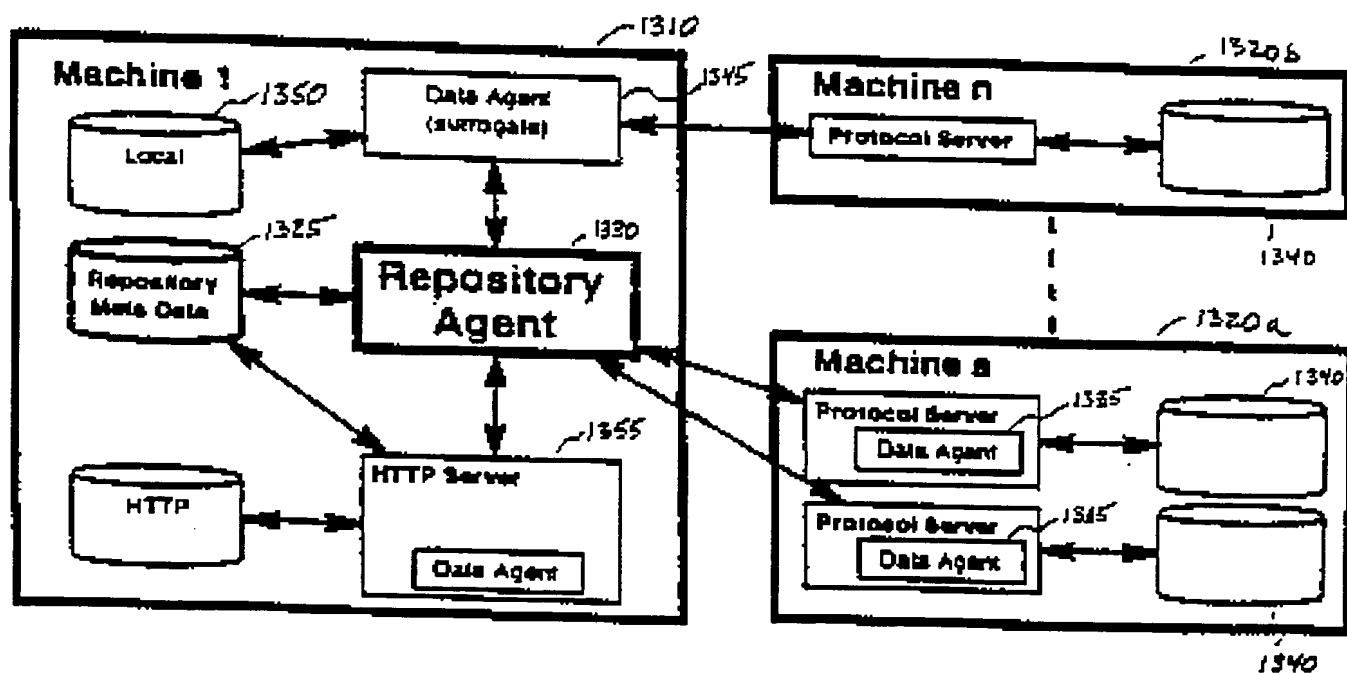 1310
Machine 1
1350
Local
Data Agent
(surrogate)
1345
1325
Repository
Meta Data
1330
Repository
Agent
1355
HTTP Server
Data Agent
HTTP
1320b
Machine n
Protocol Server
1340
1320a
Machine a
Protocol Server
1335
Data Agent
1340
Protocol Server
Data Agent
1340